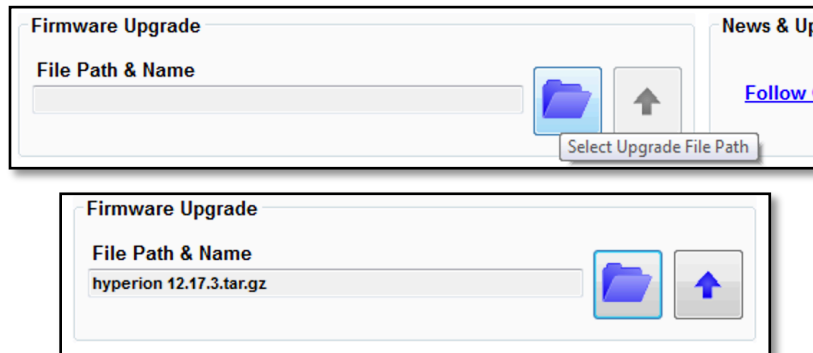 Firmware Upgrade
News & Up
File Path & Name
Follow
Select Upgrade File Path
Firmware Upgrade
File Path & Name
hyperion 12.17.3.tar.gz